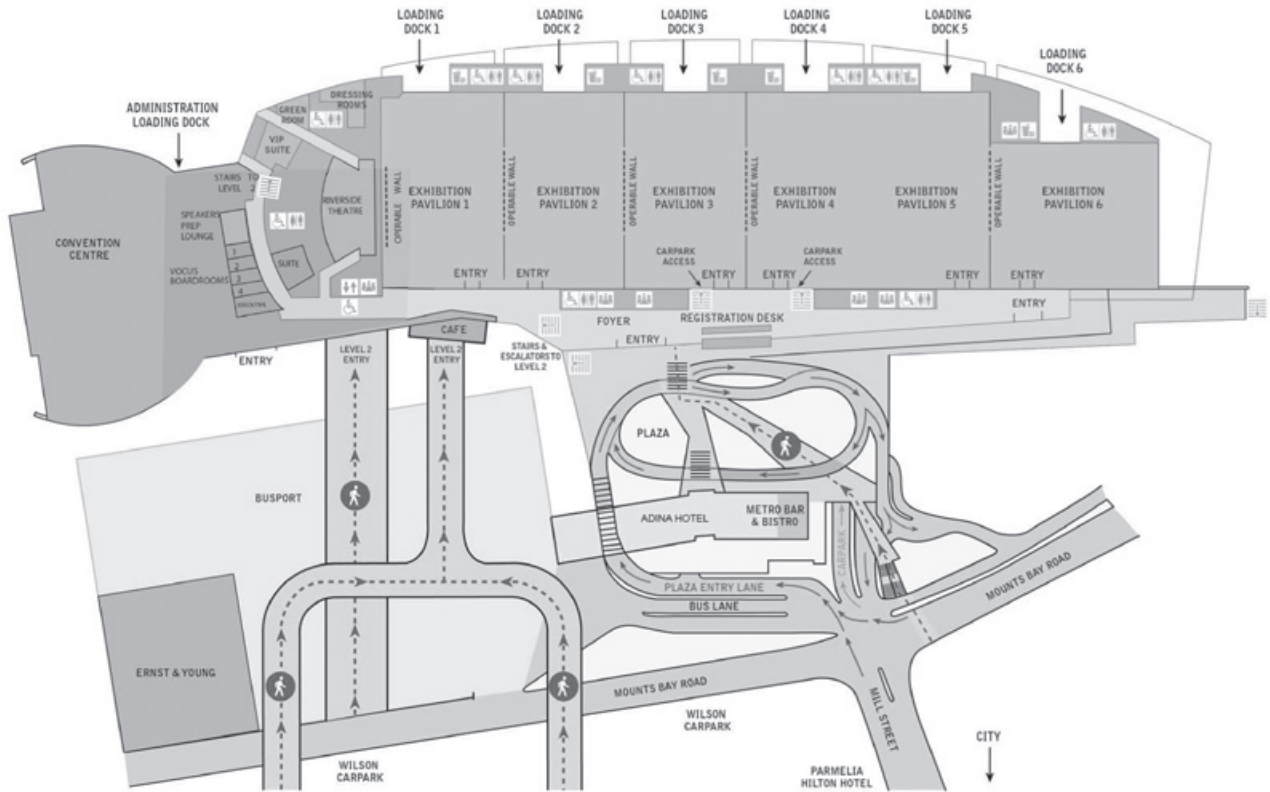 LOADING
DOCK 1
LOADING
DOCK 2
LOADING
DOCK 3
LOADING
DOCK 4
LOADING
DOCK 5
LOADING
DOCK 6
ADMINISTRATION
LOADING DOCK
DRESSING
ROOMS
GREEN
ROOM
VIP
SUITE
STAIRS TO
LEVEL 2
SPEAKERS
PREP
LOUNGE
RIVERSIDE
THEATRE
CONVENTION
CENTRE
VOCUS
BOARDROOMS
1
2
3
4
EXECUTIVE
SUITE
OPERABLE WALL
EXHIBITION
PAVILION 1
OPERABLE WALL
EXHIBITION
PAVILION 2
OPERABLE WALL
EXHIBITION
PAVILION 3
OPERABLE WALL
EXHIBITION
PAVILION 4
EXHIBITION
PAVILION 5
OPERABLE WALL
EXHIBITION
PAVILION 6
CARPARK
ACCESS
CARPARK
ACCESS
ENTRY
ENTRY
ENTRY
ENTRY
ENTRY
ENTRY
ENTRY
FOYER
REGISTRATION DESK
ENTRY
CAFE
STAIRS &
ESCALATORS TO
LEVEL 2
ENTRY
LEVEL 2
ENTRY
LEVEL 2
ENTRY
PLAZA
BUSPORT
ADINA HOTEL
METRO BAR
& BISTRO
CARPARK
PLAZA ENTRY LANE
BUS LANE
MOUNTS BAY ROAD
ERNST & YOUNG
MOUNTS BAY ROAD
MILL STREET
WILSON
CARPARK
WILSON
CARPARK
PARMELIA
HILTON HOTEL
CITY